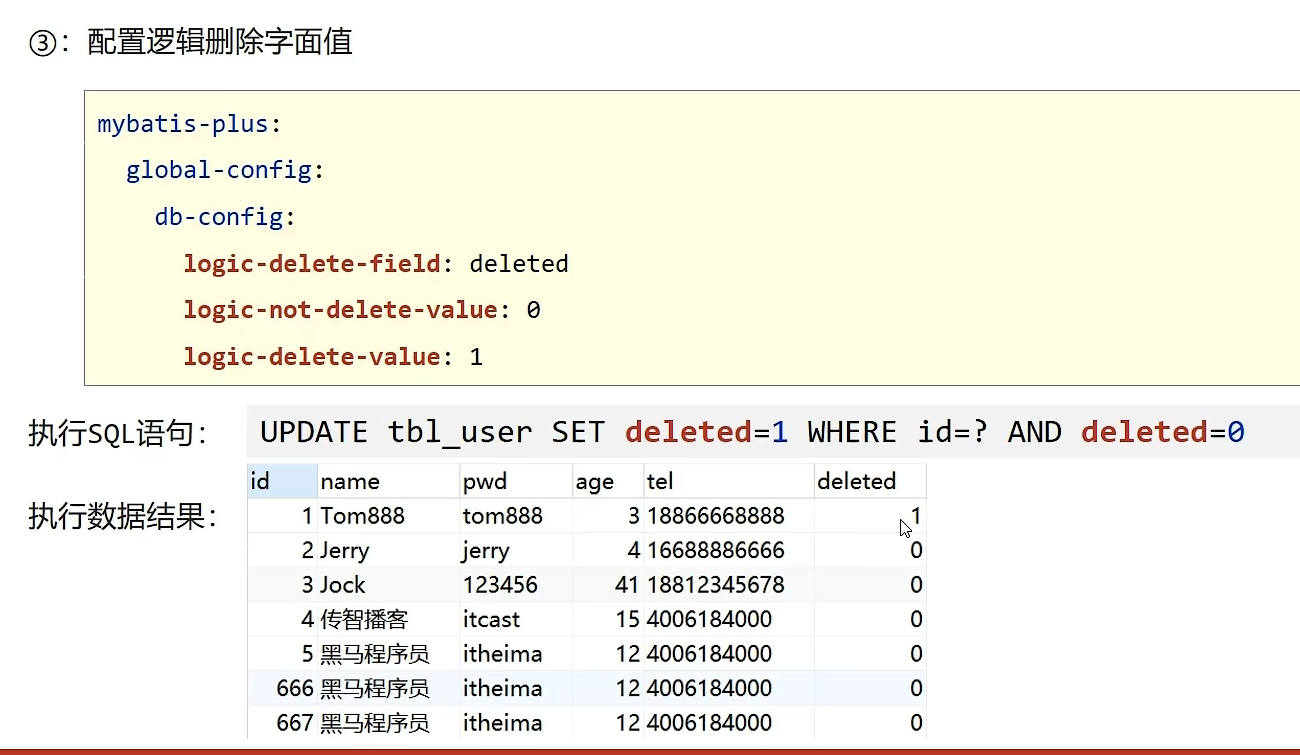 ③：配置逻辑删除字面值
mybatis-plus:
global-config:
db-config:
logic-delete-field: deleted
logic-not-delete-value: 0
logic-delete-value: 1
执行SQL语句： UPDATE tbl_user SET deleted=1 WHERE id=? AND deleted=0
执行数据结果：
id name pwd age tel deleted
1 Tom888 tom888 3 18866668888 1
2 Jerry jerry 4 16688886666 0
3 Jock 123456 41 18812345678 0
4 传智播客 itcast 15 4006184000 0
5 黑马程序员 itheima 12 4006184000 0
666 黑马程序员 itheima 12 4006184000 0
667 黑马程序员 itheima 12 4006184000 0